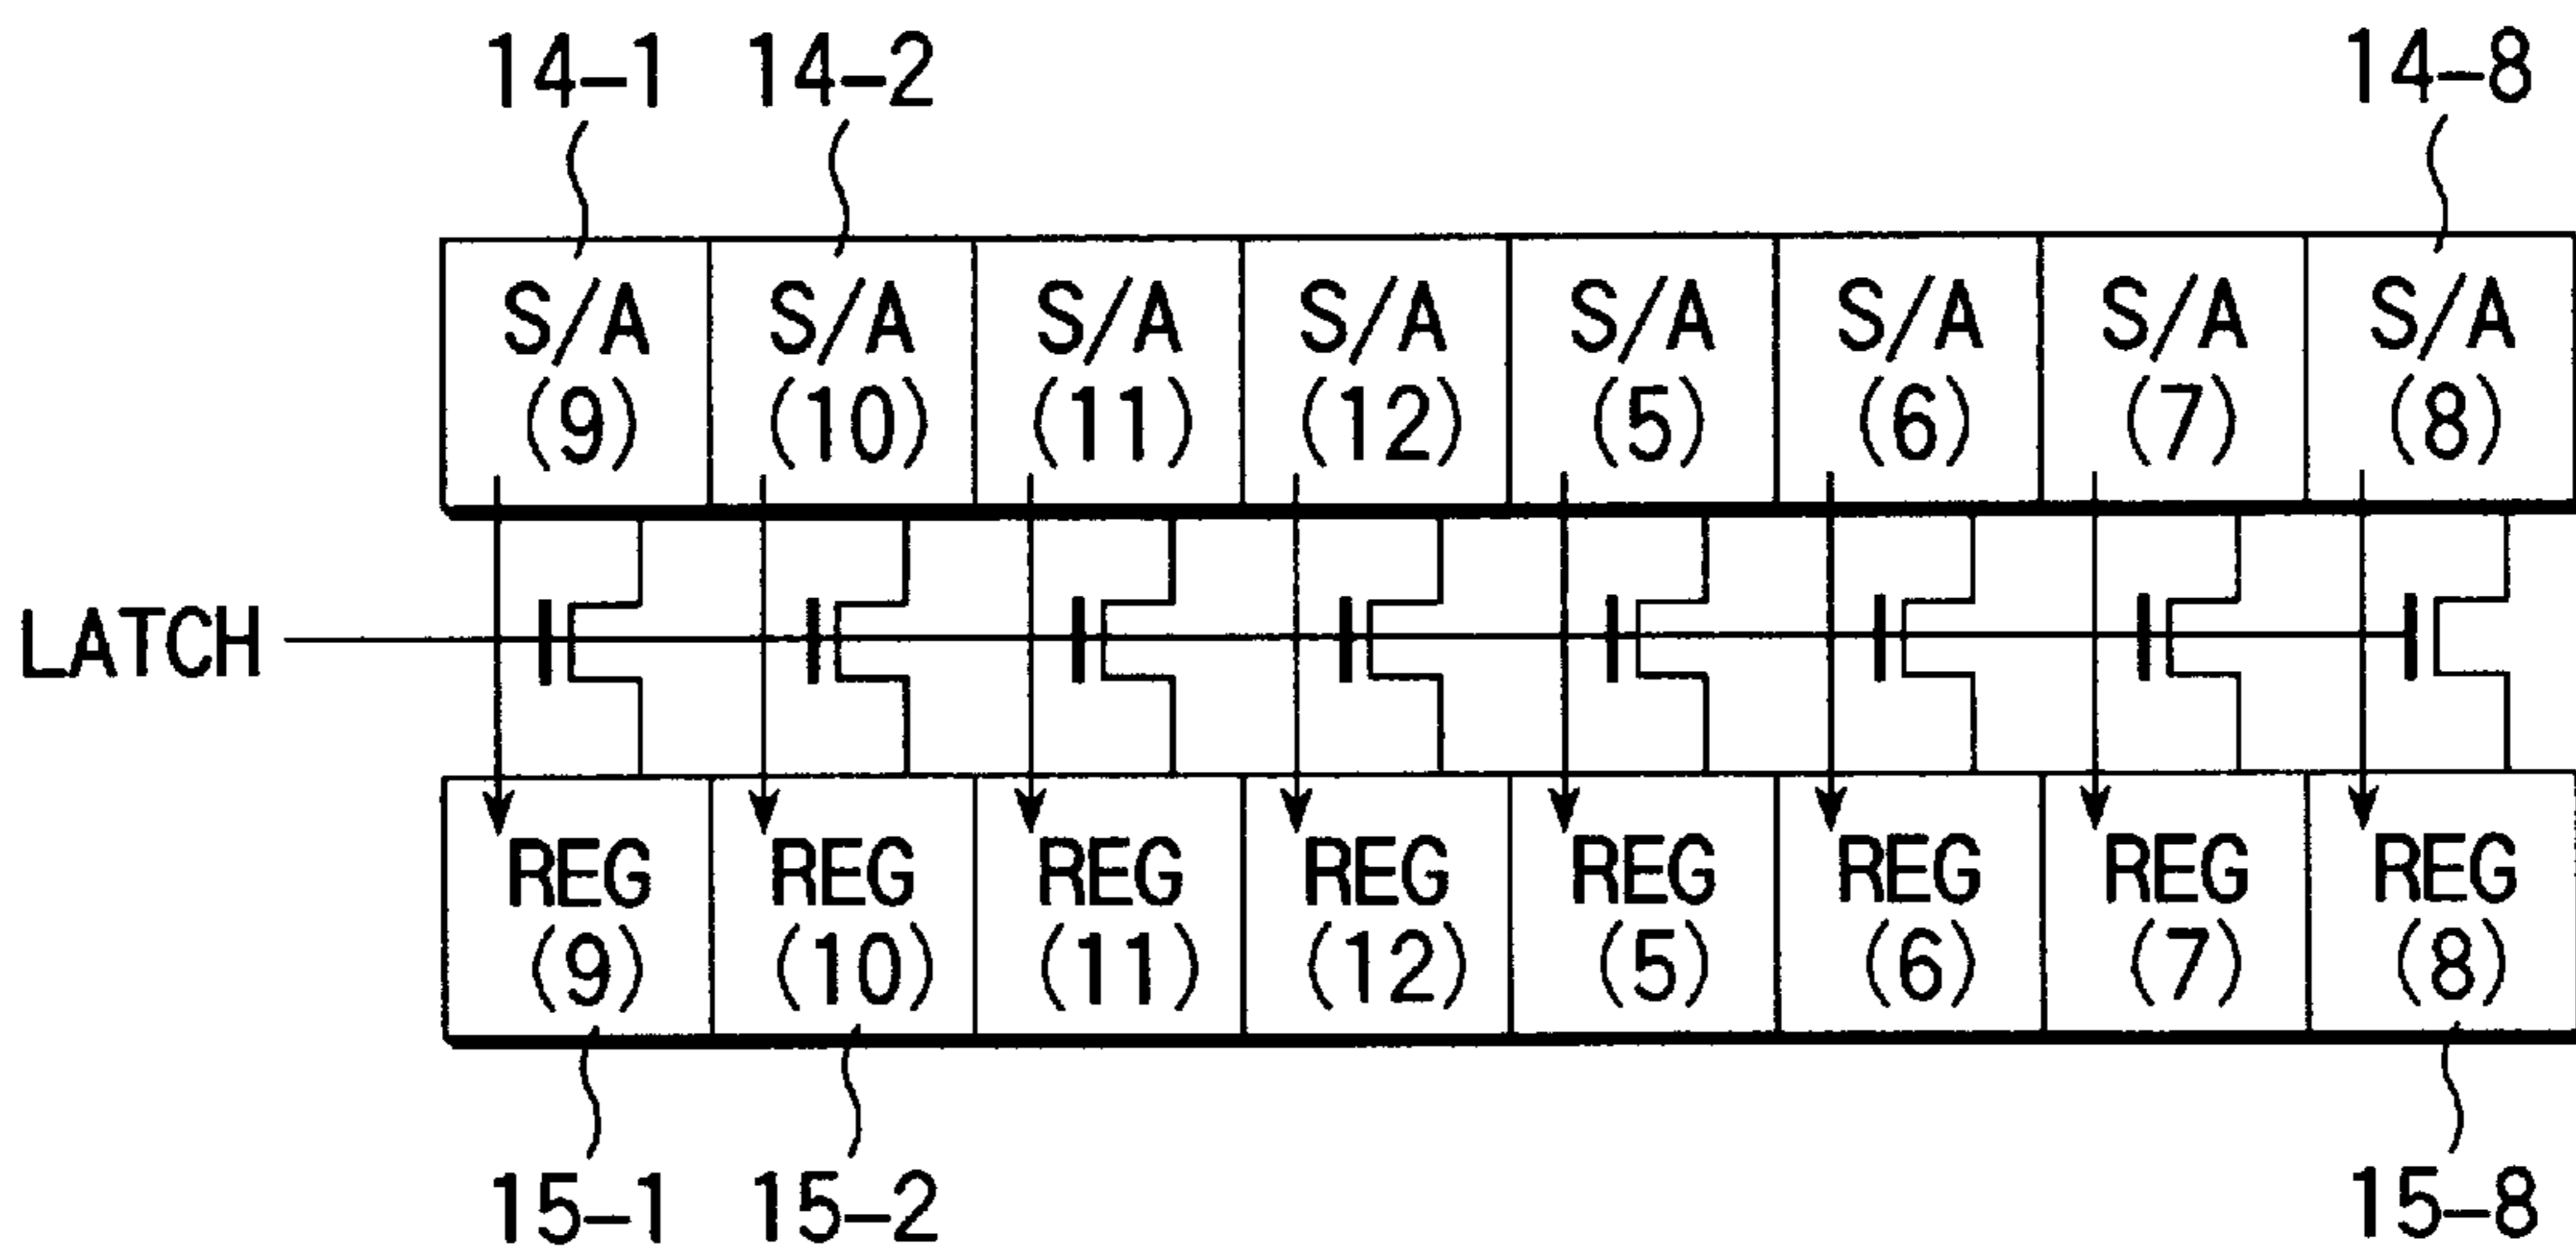 14-1 14-2 14-8
S/A S/A S/A S/A S/A S/A S/A S/A
(9) (10) (11) (12) (5) (6) (7) (8)
LATCH
REG REG REG REG REG REG REG REG
(9) (10) (11) (12) (5) (6) (7) (8)
15-1 15-2 15-8